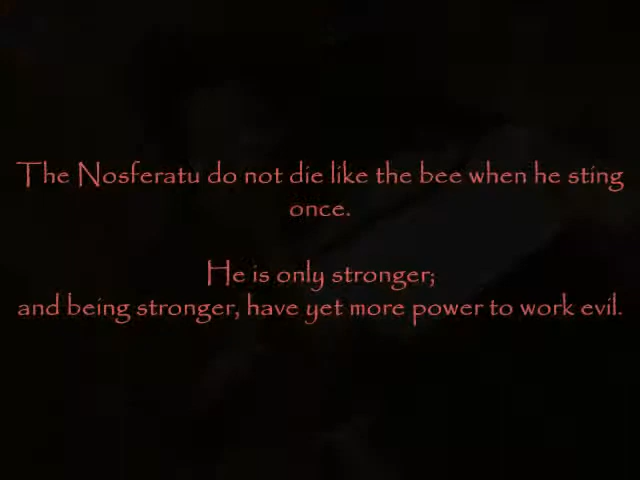 The Nosferatu do not die like the bee when he sting
once.
He is only stronger;
and being stronger, have yet more power to work evil.